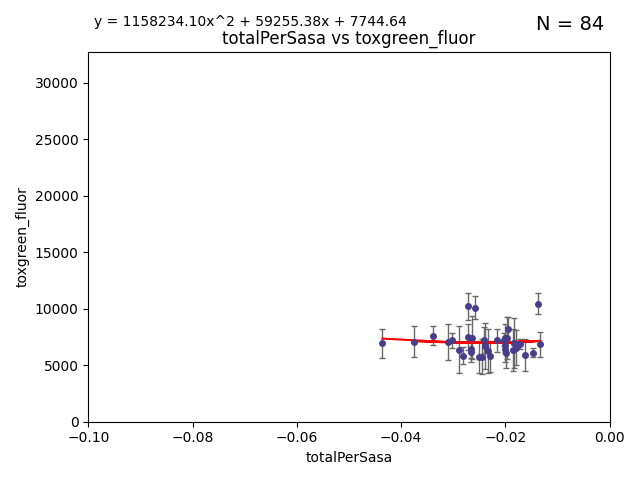 y = 1158234.10x^2 + 59255.38x + 7744.64
N = 84
totalPerSasa vs toxgreen_fluor
30000
25000
20000
15000
10000
5000
0
toxgreen_fluor
−0.10 −0.08 −0.06 −0.04 −0.02 0.00
totalPerSasa